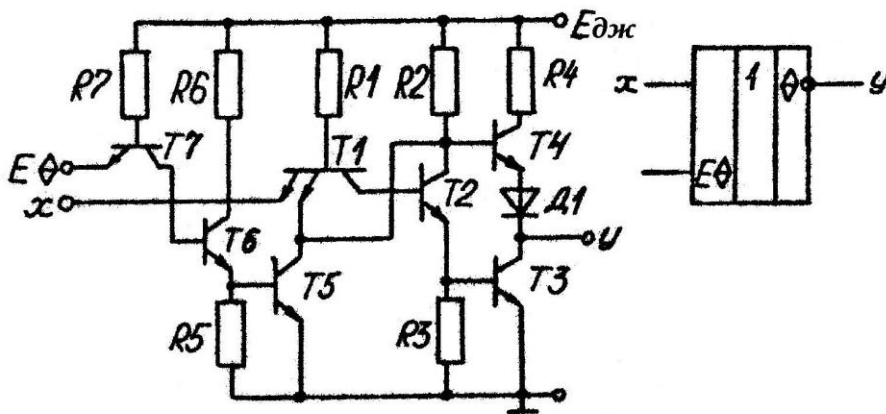 Eдж
R7 R6 R1 R2 R4
T7 T1 T4
E◊
x
T2
Д1
y
T6 T5 T3
R5 R3
x 1 ◊ y
E◊